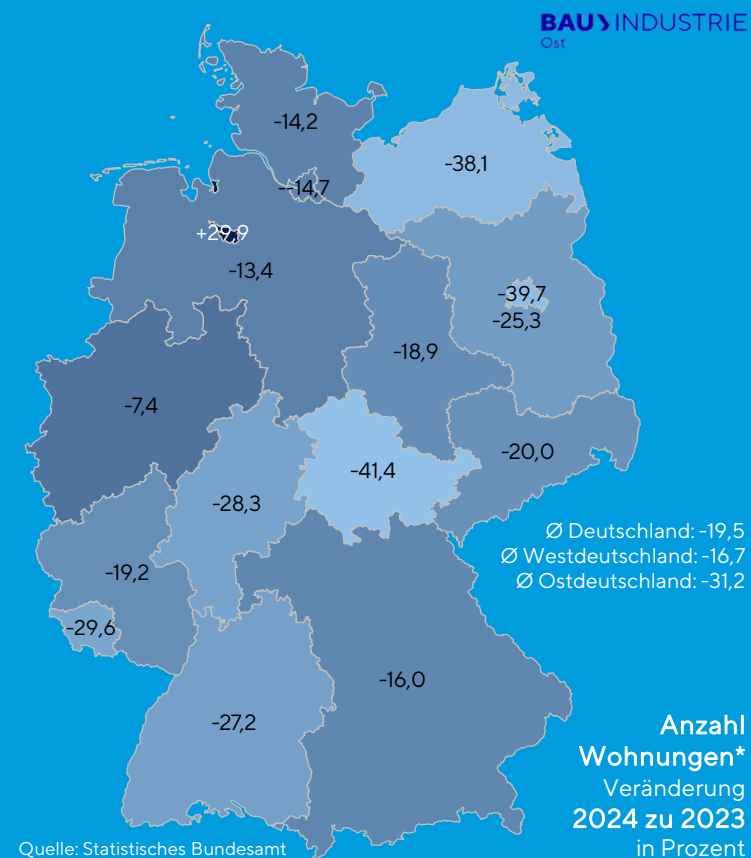 BAU INDUSTRIE
Ost
-14,2
-38,1
--14,7
+29,9
-13,4
-39,7
-25,3
-18,9
-7,4
-20,0
-41,4
-28,3
Ø Deutschland: -19,5
Ø Westdeutschland: -16,7
Ø Ostdeutschland: -31,2
-19,2
-29,6
-16,0
-27,2
Anzahl
Wohnungen*
Veränderung
2024 zu 2023
in Prozent
Quelle: Statistisches Bundesamt